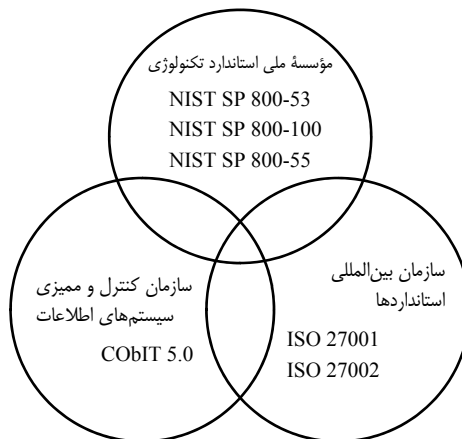 مؤسسهٔ ملی استاندارد تکنولوژی
NIST SP 800-53
NIST SP 800-100
NIST SP 800-55
سازمان کنترل و ممیزی
سیستم‌های اطلاعات
CObIT 5.0
سازمان بین‌المللی
استانداردها
ISO 27001
ISO 27002